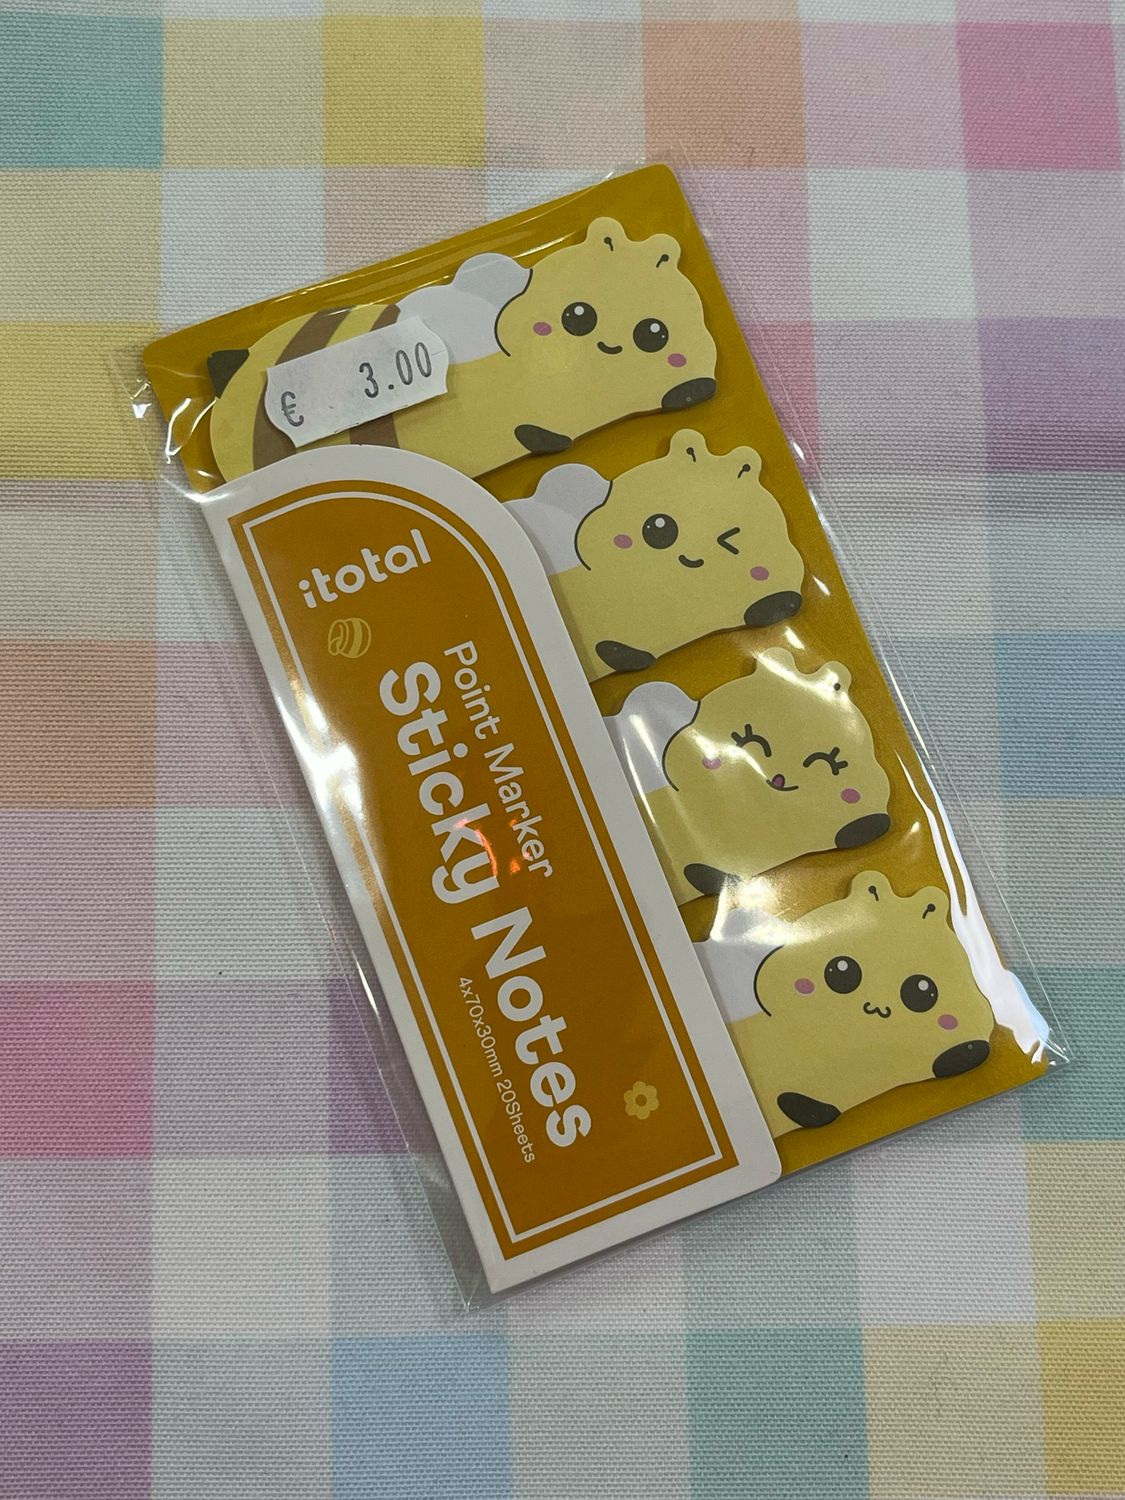 € 3.00
itotal
Point Marker
Sticky Notes
4x70x30mm 20Sheets